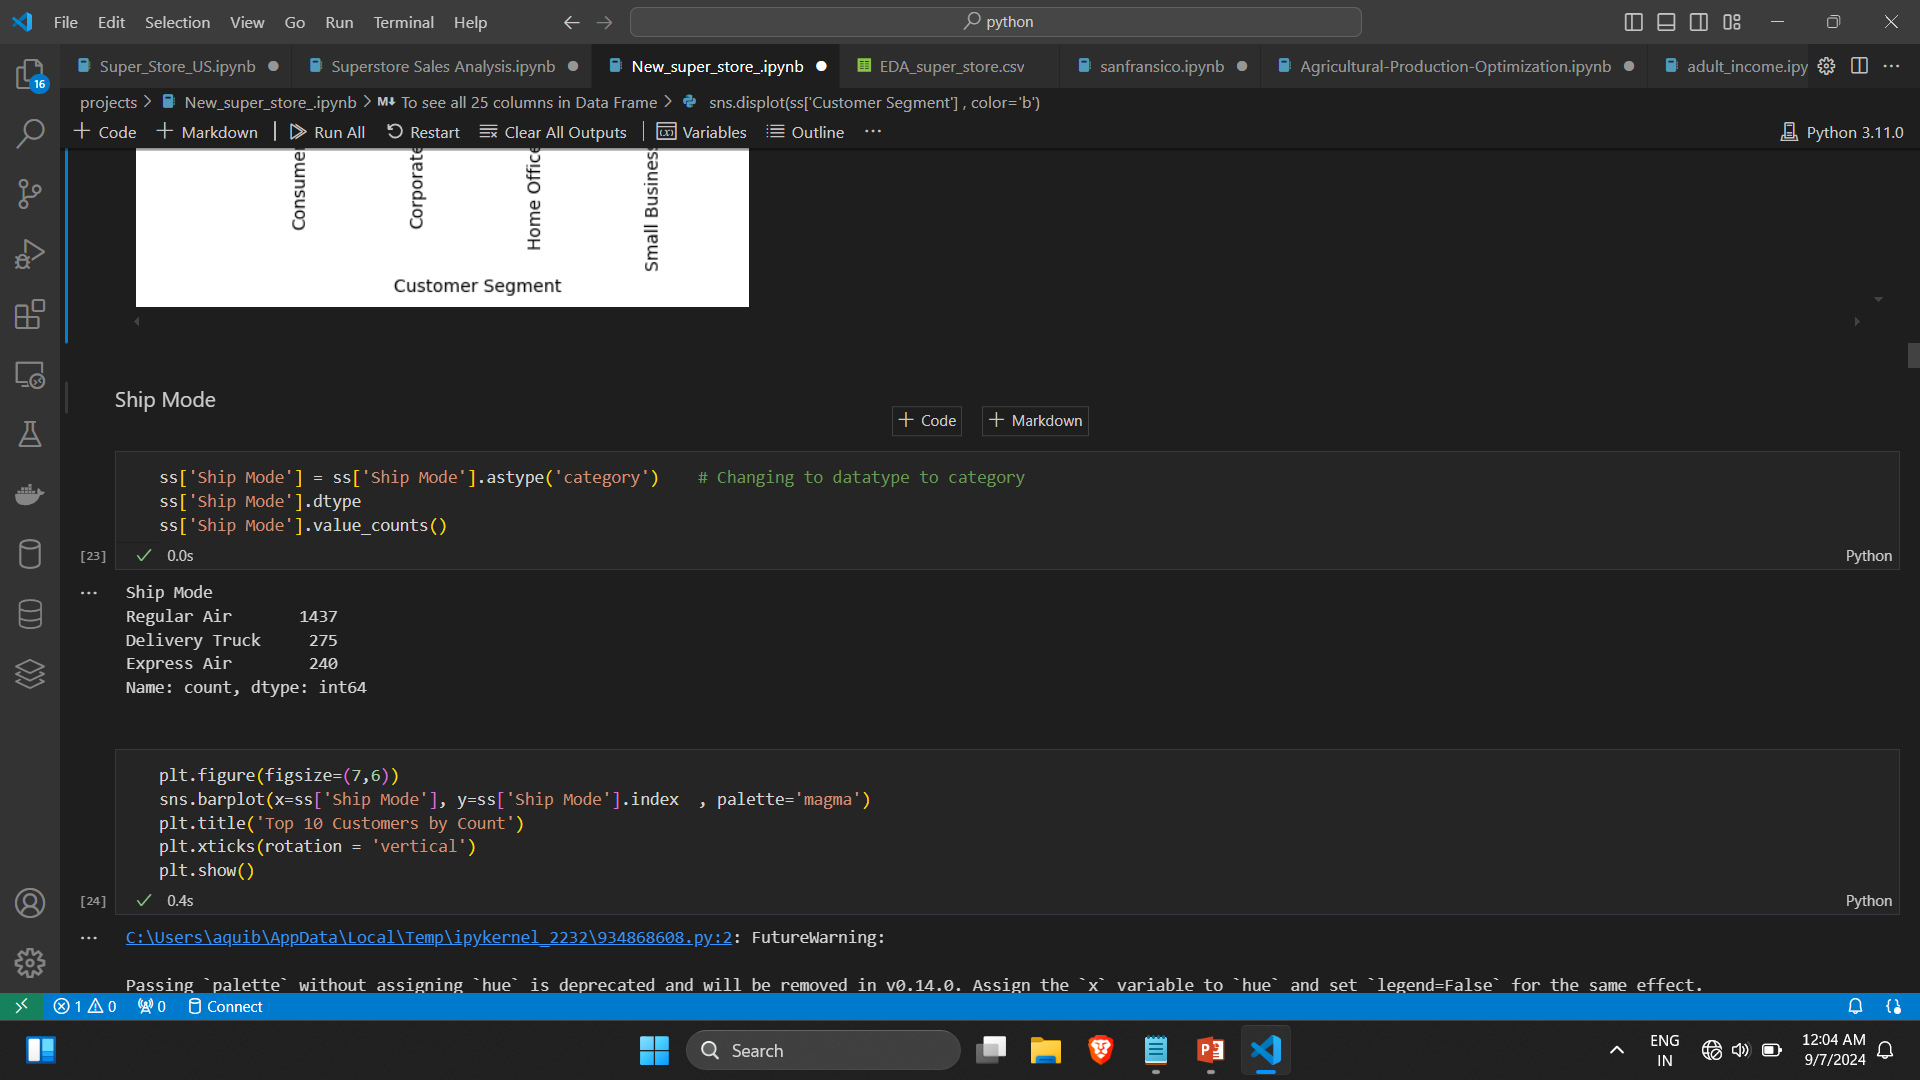 File Edit Selection View Go Run Terminal Help python
Super_Store_US.ipynb Superstore Sales Analysis.ipynb New_super_store_.ipynb EDA_super_store.csv sanfransico.ipynb Agricultural-Production-Optimization.ipynb adult_income.ipy
16
projects > New_super_store_.ipynb > M↓ To see all 25 columns in Data Frame > sns.displot(ss['Customer Segment'] , color='b')
+ Code + Markdown Run All Restart Clear All Outputs Variables Outline ... Python 3.11.0
Consumer
Corporate
Home Office
Small Business
Customer Segment
Ship Mode
+ Code + Markdown
ss['Ship Mode'] = ss['Ship Mode'].astype('category')    # Changing to datatype to category
ss['Ship Mode'].dtype
ss['Ship Mode'].value_counts()
[23] 0.0s Python
... Ship Mode
Regular Air       1437
Delivery Truck     275
Express Air        240
Name: count, dtype: int64
plt.figure(figsize=(7,6))
sns.barplot(x=ss['Ship Mode'], y=ss['Ship Mode'].index  , palette='magma')
plt.title('Top 10 Customers by Count')
plt.xticks(rotation = 'vertical')
plt.show()
[24] 0.4s Python
... C:\Users\aquib\AppData\Local\Temp\ipykernel_2232\934868608.py:2: FutureWarning:
Passing `palette` without assigning `hue` is deprecated and will be removed in v0.14.0. Assign the `x` variable to `hue` and set `legend=False` for the same effect.
1 0 0 Connect
Search
ENG
IN
12:04 AM
9/7/2024